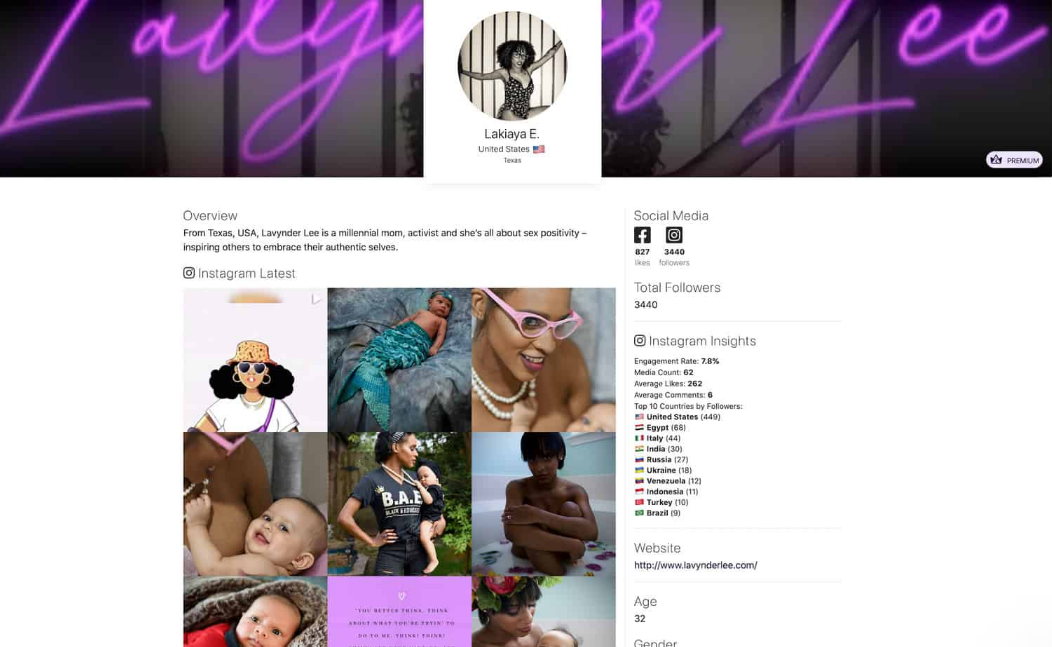 Lavynder Lee
Lakiaya E.
United States
Texas
PREMIUM
Overview
From Texas, USA, Lavynder Lee is a millennial mom, activist and she's all about sex positivity –
inspiring others to embrace their authentic selves.
Instagram Latest
B.A.E
BLACK & EDUCATED
"YOU BETTER THINK, THINK
ABOUT WHAT YOU'RE TRYIN' TO
DO TO ME. THINK! THINK!
Social Media
827 3440
likes followers
Total Followers
3440
Instagram Insights
Engagement Rate: 7.8%
Media Count: 62
Average Likes: 262
Average Comments: 6
Top 10 Countries by Followers:
United States (449)
Egypt (68)
Italy (44)
India (30)
Russia (27)
Ukraine (18)
Venezuela (12)
Indonesia (11)
Turkey (10)
Brazil (9)
Website
http://www.lavynderlee.com/
Age
32
Gender